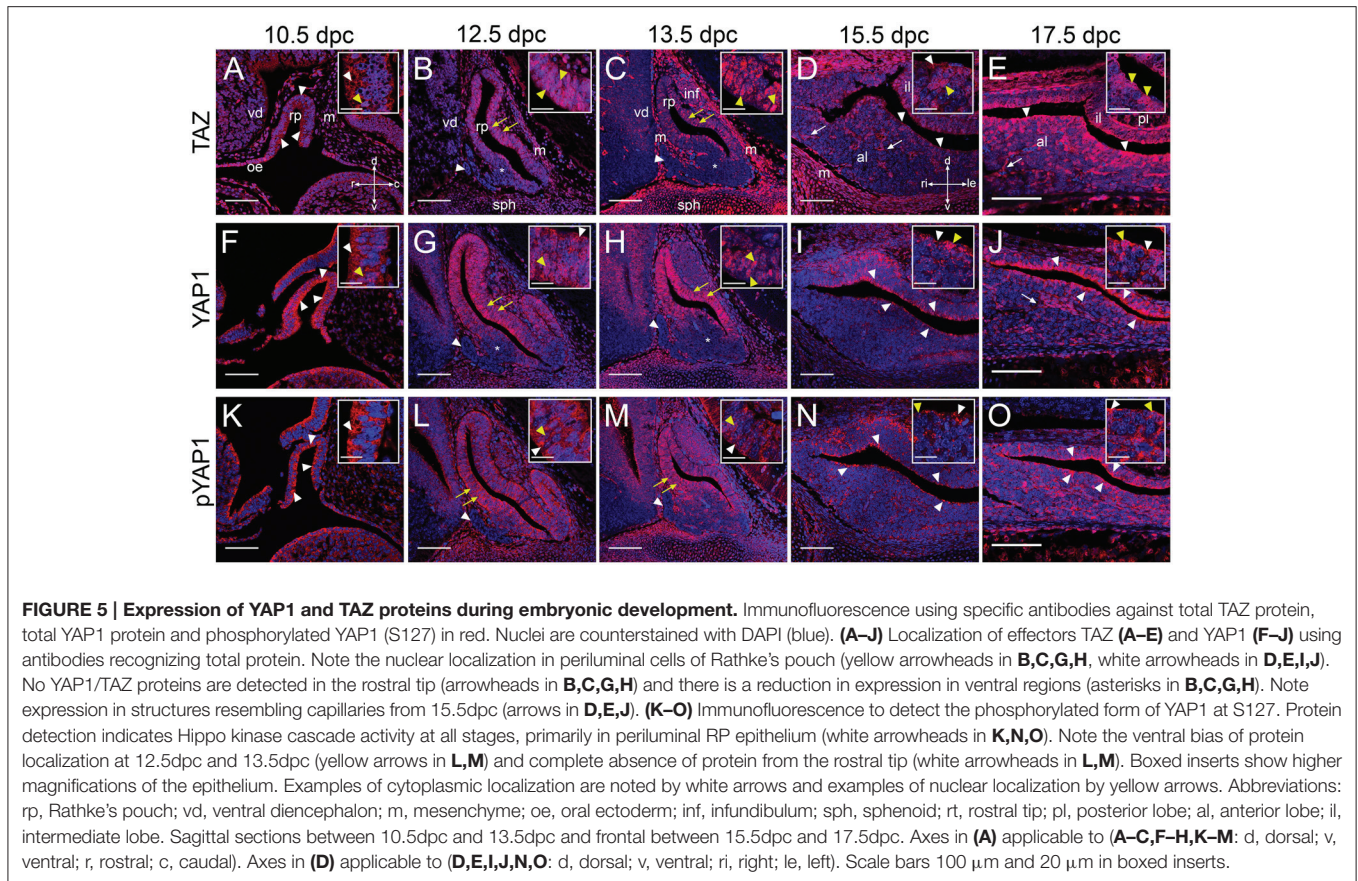 10.5 dpc 12.5 dpc 13.5 dpc 15.5 dpc 17.5 dpc
TAZ
A vd rp m oe d r c v
B vd rp m * sph
C inf rp vd m m * sph
D il al m d ri le v
E il pl al
YAP1
F
G *
H *
I
J
pYAP1
K
L
M
N
O
FIGURE 5 | Expression of YAP1 and TAZ proteins during embryonic development. Immunofluorescence using specific antibodies against total TAZ protein,
total YAP1 protein and phosphorylated YAP1 (S127) in red. Nuclei are counterstained with DAPI (blue). (A–J) Localization of effectors TAZ (A–E) and YAP1 (F–J) using
antibodies recognizing total protein. Note the nuclear localization in periluminal cells of Rathke's pouch (yellow arrowheads in B,C,G,H, white arrowheads in D,E,I,J).
No YAP1/TAZ proteins are detected in the rostral tip (arrowheads in B,C,G,H) and there is a reduction in expression in ventral regions (asterisks in B,C,G,H). Note
expression in structures resembling capillaries from 15.5dpc (arrows in D,E,J). (K–O) Immunofluorescence to detect the phosphorylated form of YAP1 at S127. Protein
detection indicates Hippo kinase cascade activity at all stages, primarily in periluminal RP epithelium (white arrowheads in K,N,O). Note the ventral bias of protein
localization at 12.5dpc and 13.5dpc (yellow arrows in L,M) and complete absence of protein from the rostral tip (white arrowheads in L,M). Boxed inserts show higher
magnifications of the epithelium. Examples of cytoplasmic localization are noted by white arrows and examples of nuclear localization by yellow arrows. Abbreviations:
rp, Rathke's pouch; vd, ventral diencephalon; m, mesenchyme; oe, oral ectoderm; inf, infundibulum; sph, sphenoid; rt, rostral tip; pl, posterior lobe; al, anterior lobe; il,
intermediate lobe. Sagittal sections between 10.5dpc and 13.5dpc and frontal between 15.5dpc and 17.5dpc. Axes in (A) applicable to (A–C,F–H,K–M: d, dorsal; v,
ventral; r, rostral; c, caudal). Axes in (D) applicable to (D,E,I,J,N,O: d, dorsal; v, ventral; ri, right; le, left). Scale bars 100 μm and 20 μm in boxed inserts.